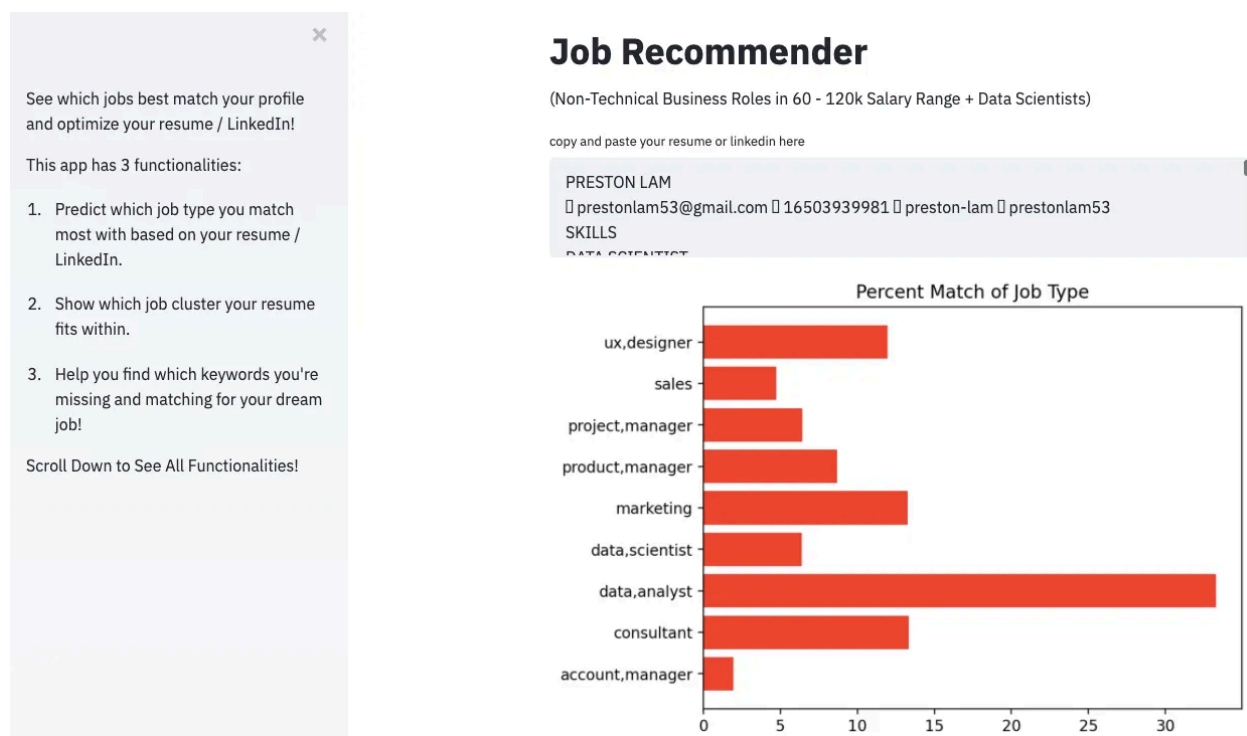 ×
See which jobs best match your profile
and optimize your resume / LinkedIn!
This app has 3 functionalities:
1. Predict which job type you match
most with based on your resume /
LinkedIn.
2. Show which job cluster your resume
fits within.
3. Help you find which keywords you're
missing and matching for your dream
job!
Scroll Down to See All Functionalities!
Job Recommender
(Non-Technical Business Roles in 60 - 120k Salary Range + Data Scientists)
copy and paste your resume or linkedin here
PRESTON LAM
▯ prestonlam53@gmail.com ▯ 16503939981 ▯ preston-lam ▯ prestonlam53
SKILLS
DATA SCIENTIST
Percent Match of Job Type
ux,designer
sales
project,manager
product,manager
marketing
data,scientist
data,analyst
consultant
account,manager
0 5 10 15 20 25 30